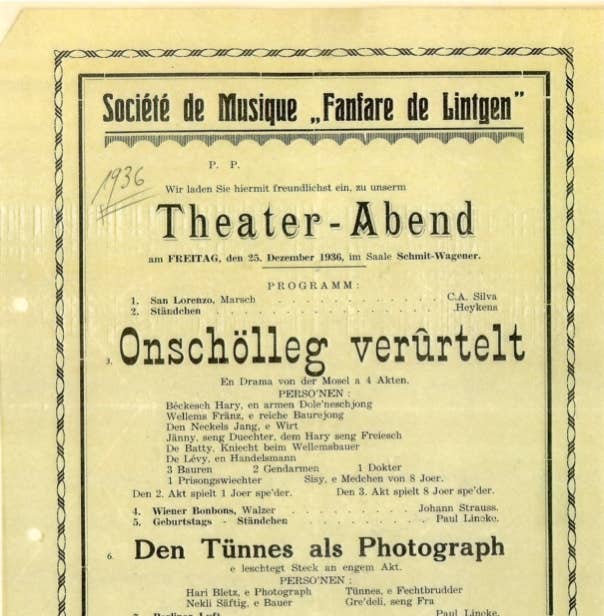 Société de Musique „Fanfare de Lintgen"
P. P.
1936
Wir laden Sie hiermit freundlichst ein, zu unserm
Theater-Abend
am FREITAG, den 25. Dezember 1936, im Saale Schmit-Wagener.
PROGRAMM:
1. San Lorenzo, Marsch . . . . . . . . . . C.A. Silva
2. Ständchen . . . . . . . . . . Heykens
3. Onschölleg verûrtelt
En Drama von der Mosel a 4 Akten.
PERSO'NEN :
Béckesch Hary, en armen Dole'neschjong
Wellems Fränz, e reiche Baurejong
Den Neckels Jang, e Wirt
Jänny, seng Duechter, dem Hary seng Freiesch
De Batty, Kniecht beim Wellemsbauer
De Lévy, en Handelsmann
3 Bauren 2 Gendarmen 1 Dokter
1 Prisongswiechter Sisy, e Medchen von 8 Joer.
Den 2. Akt spielt 1 Joer spe'der. Den 3. Akt spielt 8 Joer spe'der.
4. Wiener Bonbons, Walzer . . . . . . . . Johann Strauss.
5. Geburtstags - Ständchen . . . . . . . . Paul Lincke.
6. Den Tünnes als Photograph
e leschtegt Steck an engem Akt.
PERSO'NEN :
Hari Bletz, e Photograph Tünnes, e Fechtbrudder
Nekli Säftig, e Bauer Gre'deli, seng Fra
Berliner Luft Paul Lincke.